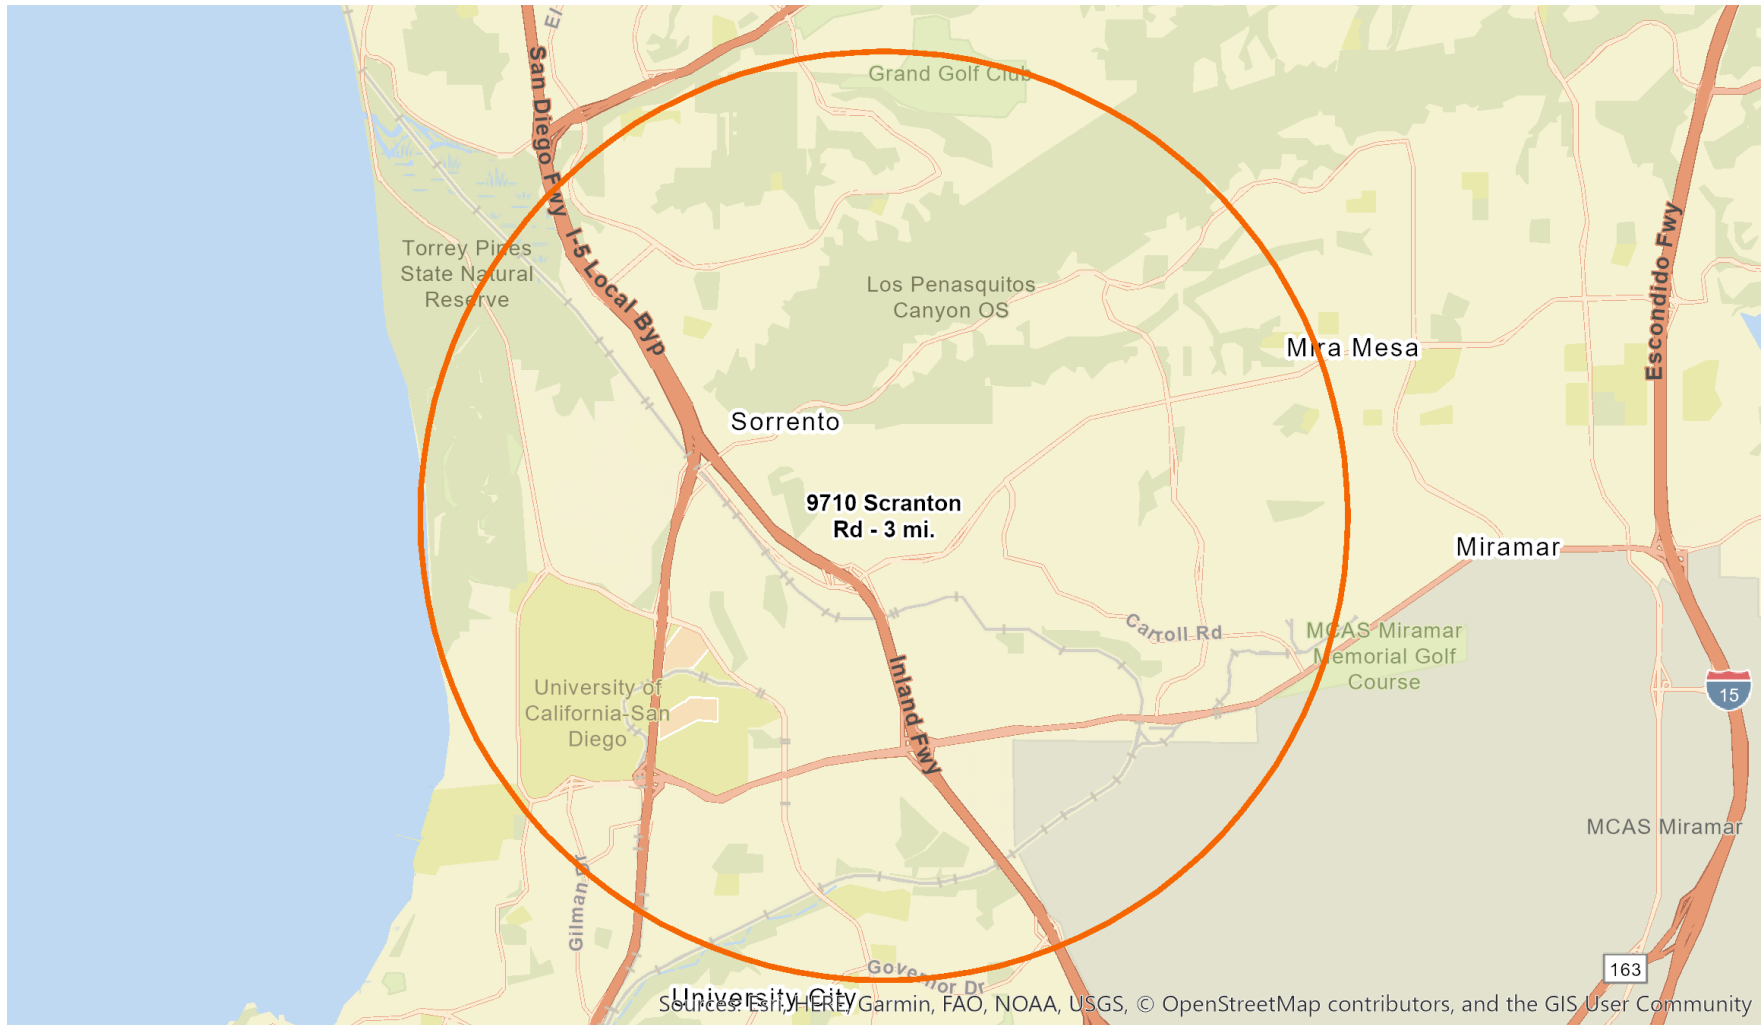 El
San Diego Fwy
Grand Golf Club
I-5 Local Byp
Torrey Pines
State Natural
Reserve
Los Penasquitos
Canyon OS
Escondido Fwy
Mira Mesa
Sorrento
9710 Scranton
Rd - 3 mi.
Miramar
Carroll Rd
MCAS Miramar
Memorial Golf
Course
University of
California-San
Diego
Inland Fwy
15
MCAS Miramar
Gilman Dr
Governor Dr
163
University City
Sources: Esri, HERE, Garmin, FAO, NOAA, USGS, © OpenStreetMap contributors, and the GIS User Community